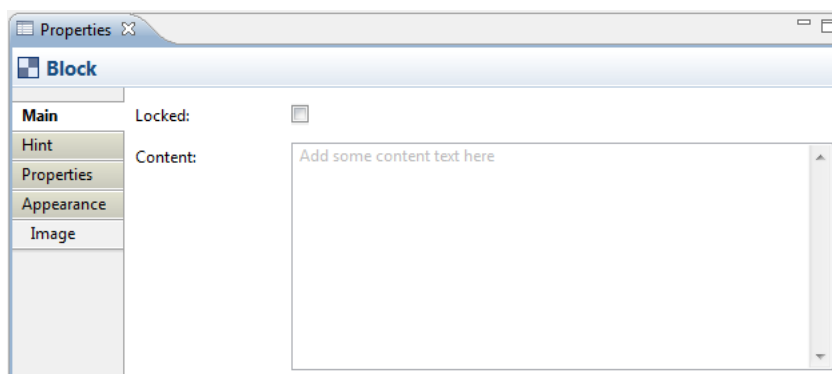 Properties
Block
Main
Locked:
Hint
Content:
Add some content text here
Properties
Appearance
Image